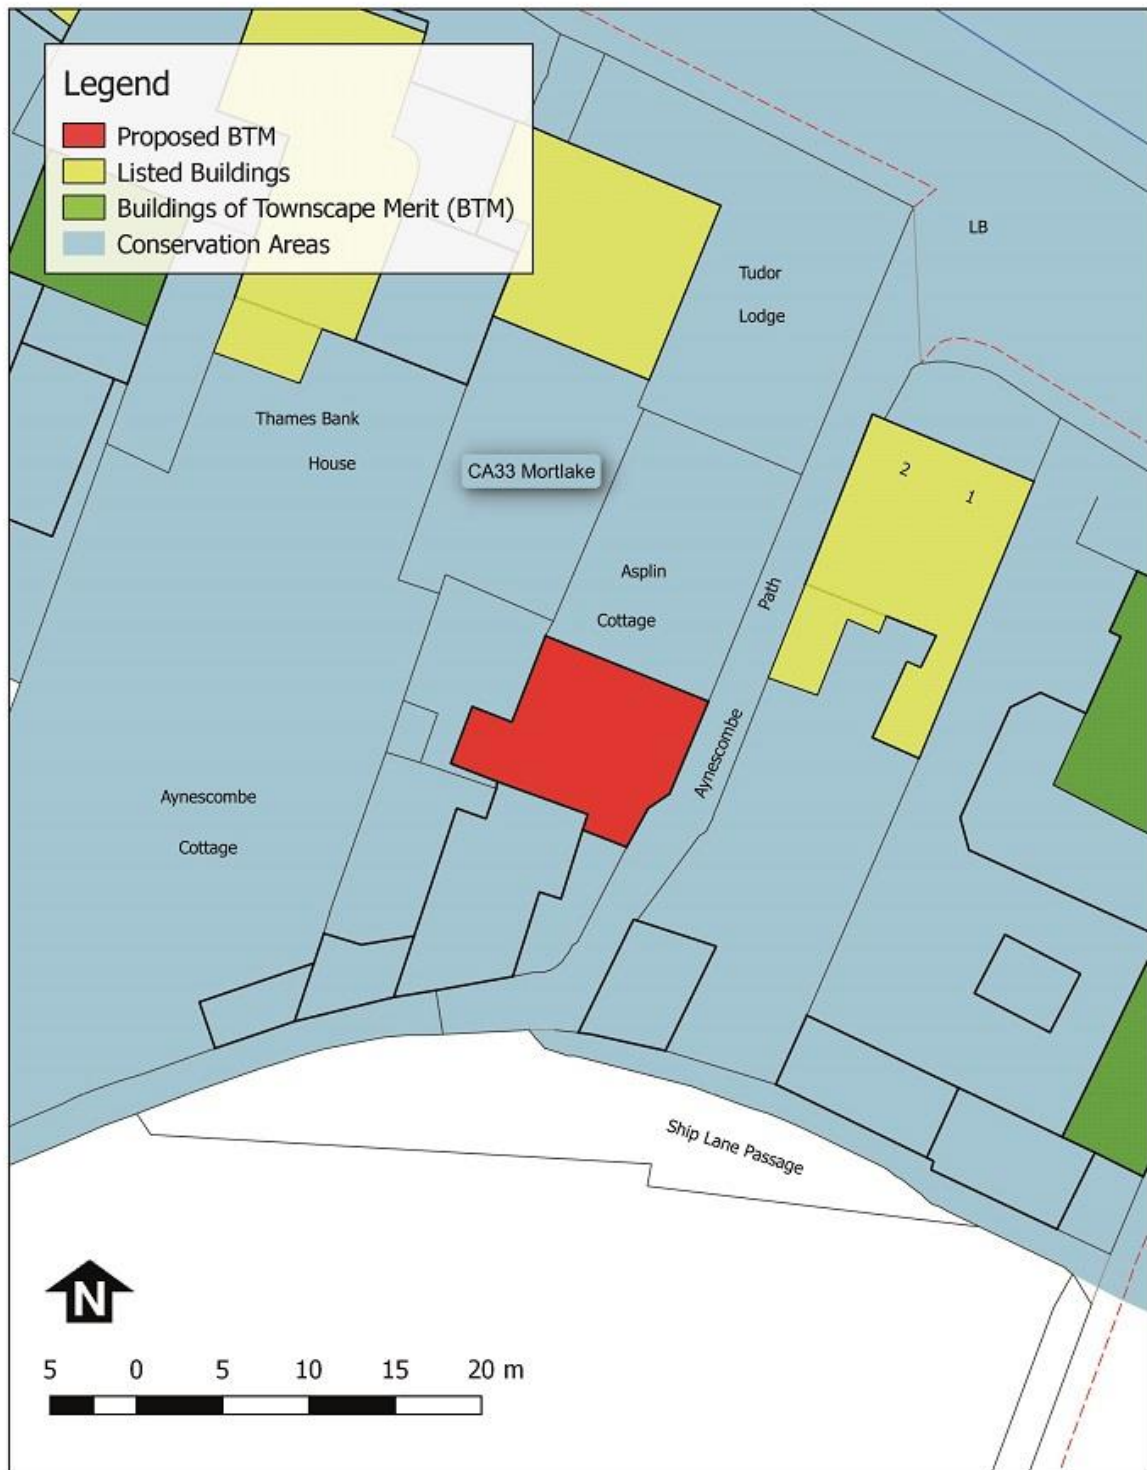 Legend
Proposed BTM
Listed Buildings
Buildings of Townscape Merit (BTM)
Conservation Areas
LB
Tudor
Lodge
Thames Bank
House
CA33 Mortlake
2
1
Asplin
Cottage
Path
Aynescombe
Aynescombe
Cottage
Ship Lane Passage
N
5 0 5 10 15 20 m